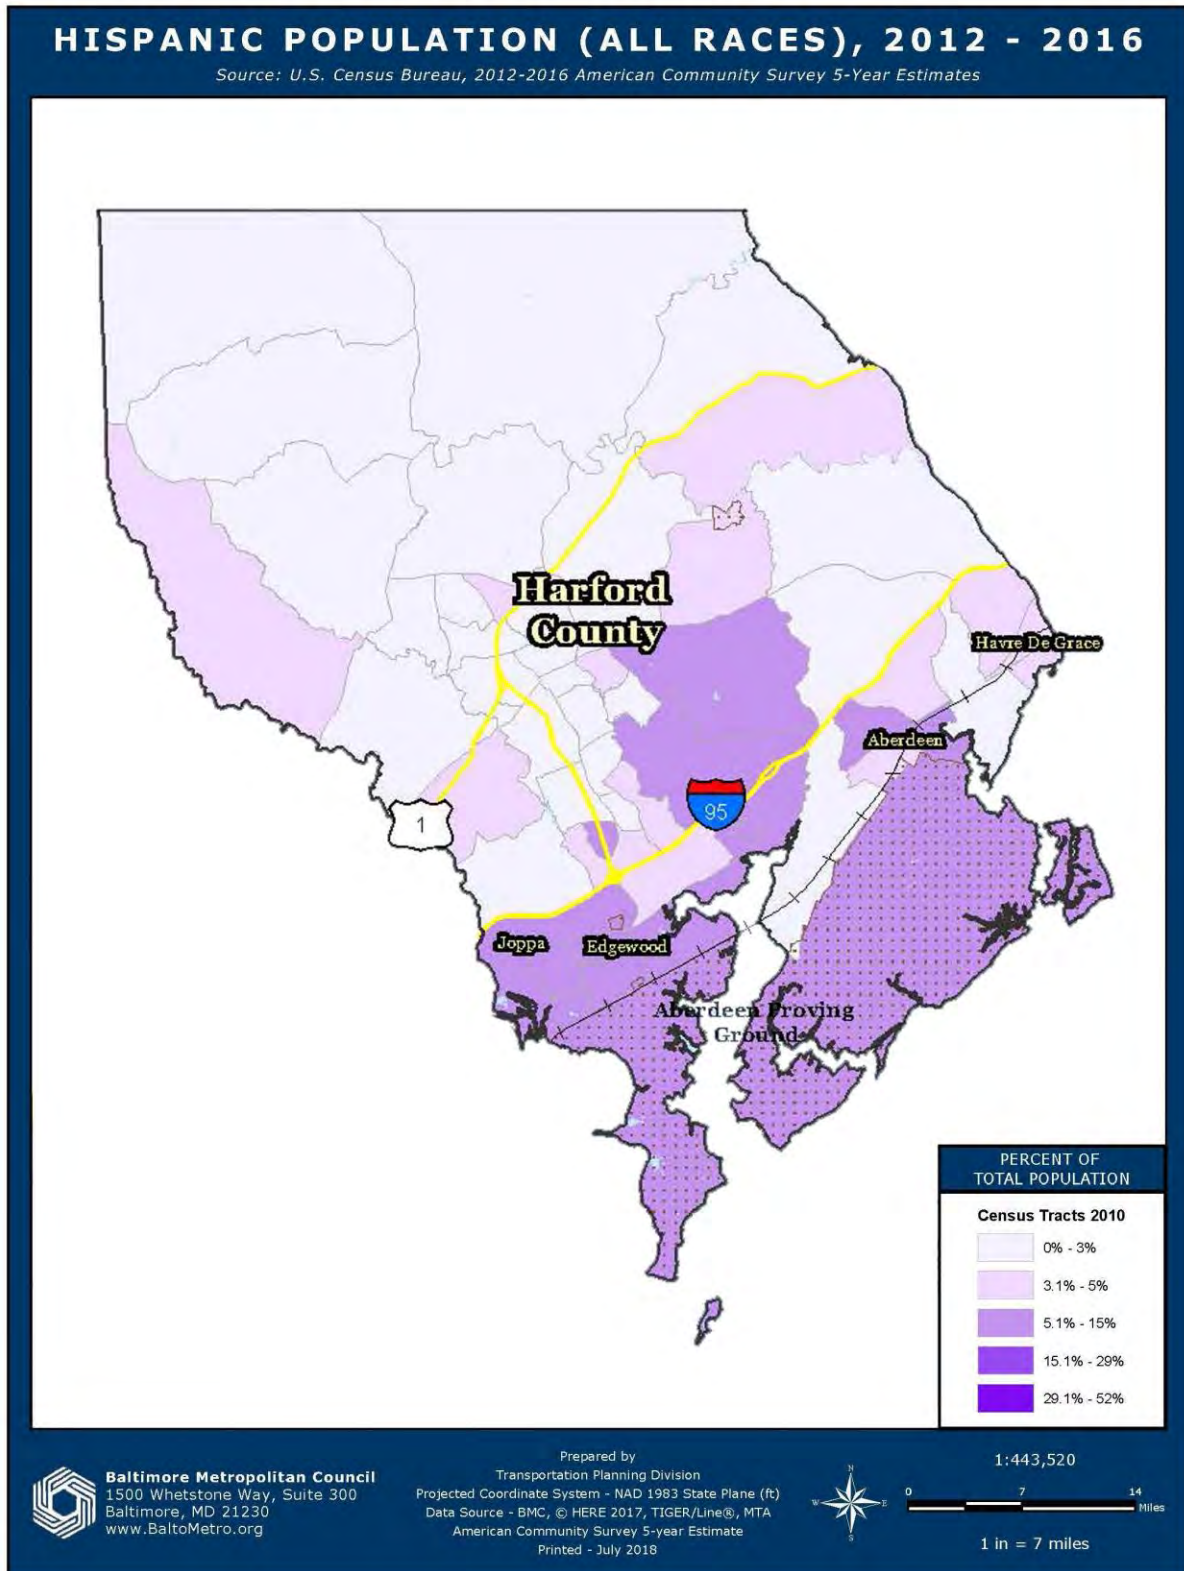 HISPANIC POPULATION (ALL RACES), 2012 - 2016
Source: U.S. Census Bureau, 2012-2016 American Community Survey 5-Year Estimates
Harford
County
Havre De Grace
Aberdeen
95
1
Joppa
Edgewood
Aberdeen Proving
Ground
PERCENT OF
TOTAL POPULATION
Census Tracts 2010
0% - 3%
3.1% - 5%
5.1% - 15%
15.1% - 29%
29.1% - 52%
Baltimore Metropolitan Council
1500 Whetstone Way, Suite 300
Baltimore, MD 21230
www.BaltoMetro.org
Prepared by
Transportation Planning Division
Projected Coordinate System - NAD 1983 State Plane (ft)
Data Source - BMC, © HERE 2017, TIGER/Line®, MTA
American Community Survey 5-year Estimate
Printed - July 2018
N
W E
S
1:443,520
0 7 14
Miles
1 in = 7 miles